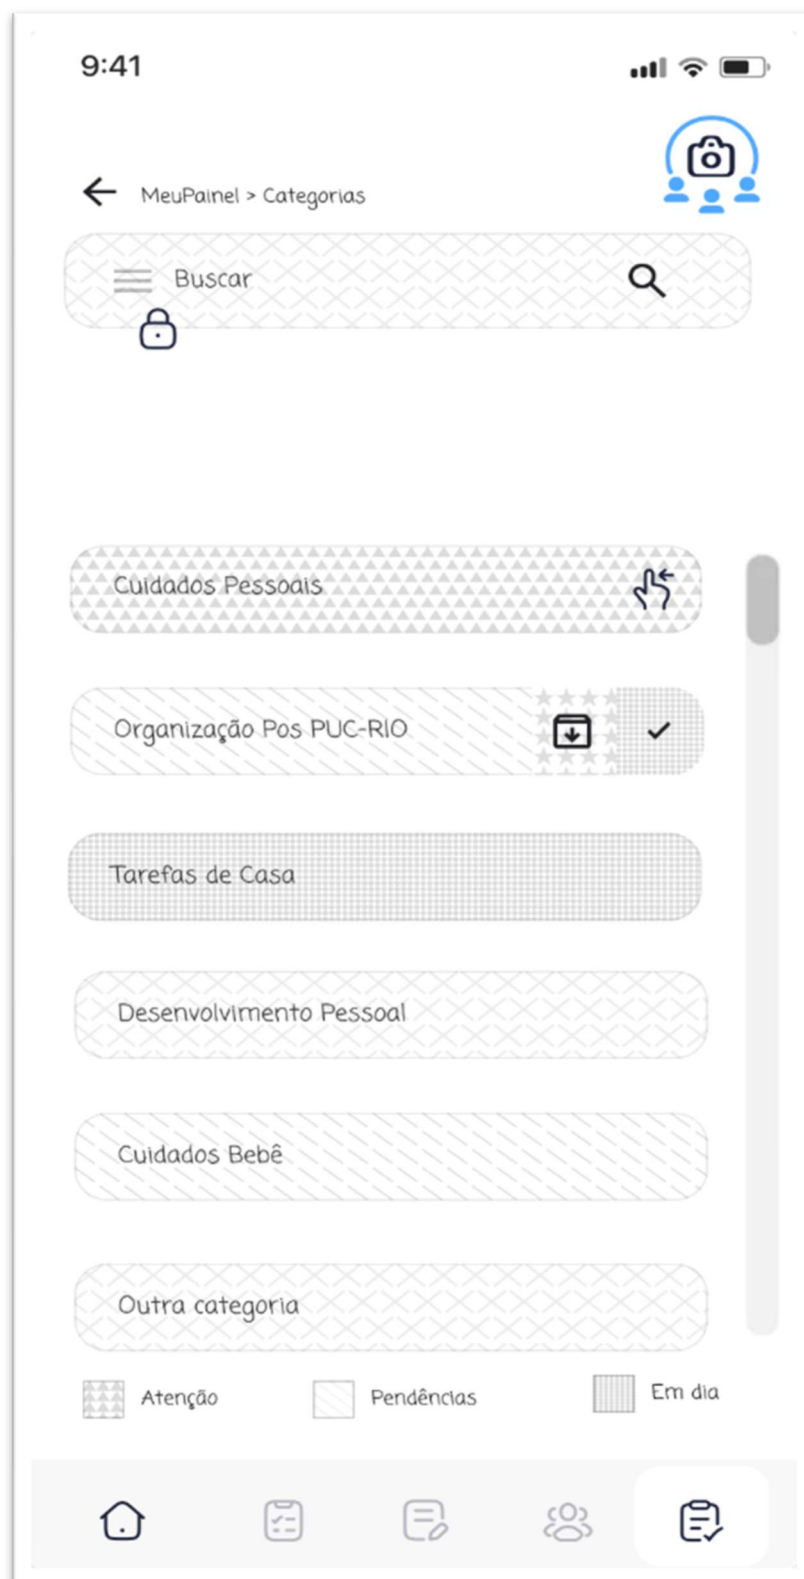 9:41
MeuPainel > Categorias
Buscar
Cuidados Pessoais
Organização Pos PUC-RIO
Tarefas de Casa
Desenvolvimento Pessoal
Cuidados Bebê
Outra categoria
Atenção Pendências Em dia